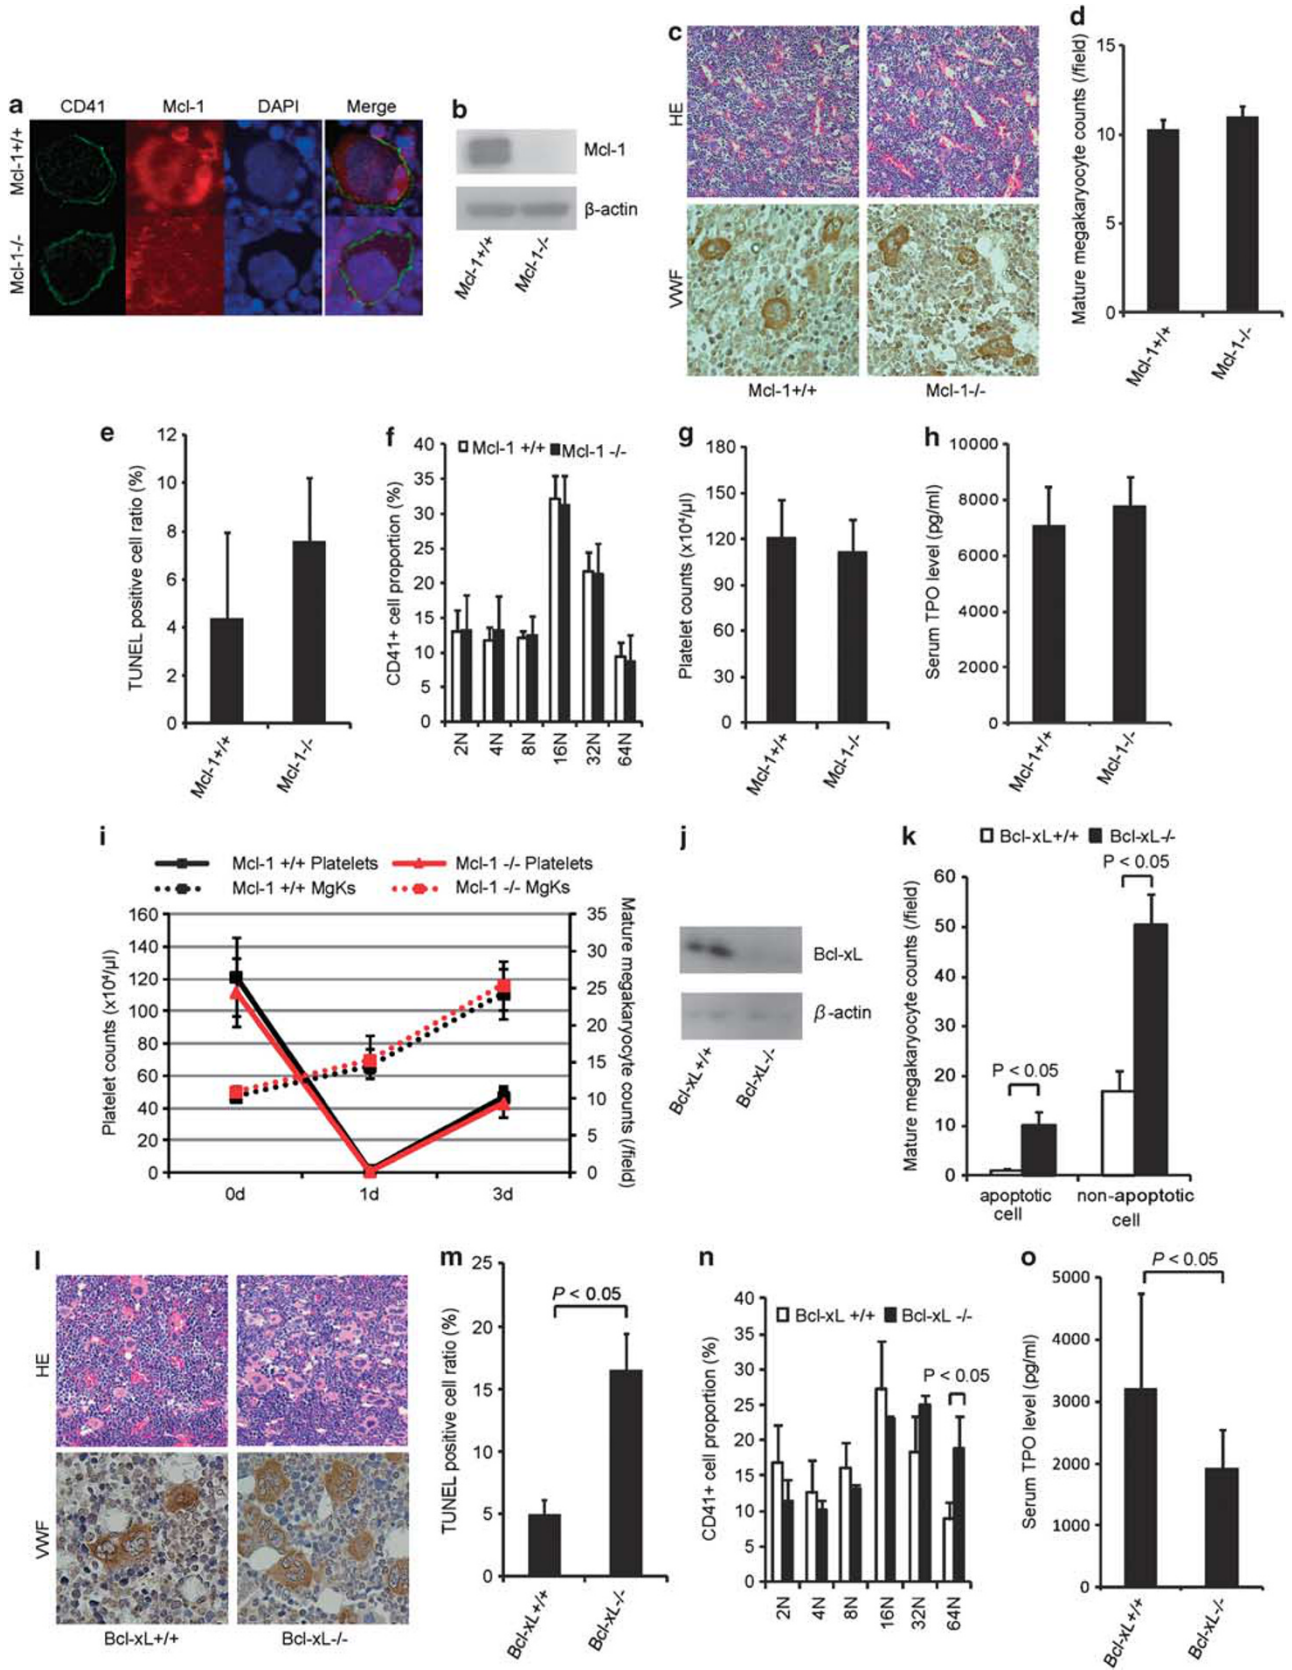 a
CD41 Mcl-1 DAPI Merge
Mcl-1+/+
Mcl-1-/-
b
Mcl-1
β-actin
Mcl-1+/+
Mcl-1-/-
c
HE
VWF
Mcl-1+/+ Mcl-1-/-
d
Mature megakaryocyte counts (/field)
15
10
5
0
Mcl-1+/+
Mcl-1-/-
e
TUNEL positive cell ratio (%)
12
10
8
6
4
2
0
Mcl-1+/+
Mcl-1-/-
f
Mcl-1 +/+ Mcl-1 -/-
CD41+ cell proportion (%)
40
35
30
25
20
15
10
5
0
2N 4N 8N 16N 32N 64N
g
Platelet counts (x10⁴/μl)
180
150
120
90
60
30
0
Mcl-1+/+
Mcl-1-/-
h
Serum TPO level (pg/ml)
10000
8000
6000
4000
2000
0
Mcl-1+/+
Mcl-1-/-
i
Mcl-1 +/+ Platelets Mcl-1 -/- Platelets
Mcl-1 +/+ MgKs Mcl-1 -/- MgKs
Platelet counts (x10⁴/μl)
160
140
120
100
80
60
40
20
0
0d 1d 3d
35
30
25
20
15
10
5
0
Mature megakaryocyte counts (/field)
j
Bcl-xL
β-actin
Bcl-xL+/+
Bcl-xL-/-
k
Bcl-xL+/+ Bcl-xL-/-
Mature megakaryocyte counts (/field)
60
50
40
30
20
10
0
P < 0.05
P < 0.05
apoptotic cell
non-apoptotic cell
l
HE
VWF
Bcl-xL+/+ Bcl-xL-/-
m
TUNEL positive cell ratio (%)
25
20
15
10
5
0
P < 0.05
Bcl-xL+/+
Bcl-xL-/-
n
Bcl-xL +/+ Bcl-xL -/-
CD41+ cell proportion (%)
40
35
30
25
20
15
10
5
0
P < 0.05
2N 4N 8N 16N 32N 64N
o
Serum TPO level (pg/ml)
5000
4000
3000
2000
1000
0
P < 0.05
Bcl-xL+/+
Bcl-xL-/-